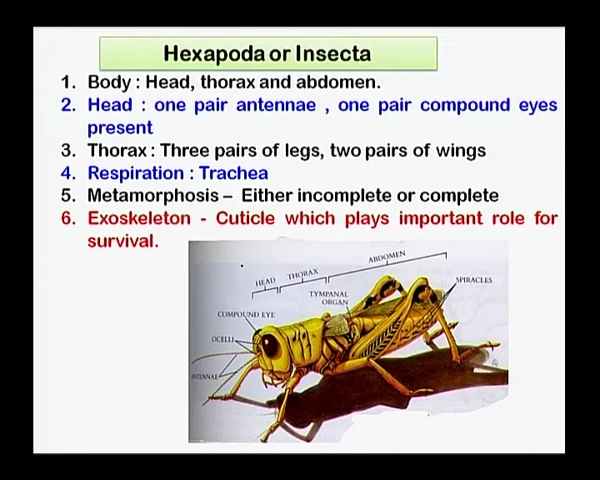 Hexapoda or Insecta
1. Body : Head, thorax and abdomen.
2. Head : one pair antennae , one pair compound eyes
present
3. Thorax : Three pairs of legs, two pairs of wings
4. Respiration : Trachea
5. Metamorphosis – Either incomplete or complete
6. Exoskeleton - Cuticle which plays important role for
survival.
ABDOMEN
THORAX
HEAD
SPIRACLES
TYMPANAL
ORGAN
COMPOUND EYE
OCELLI
ANTENNAE